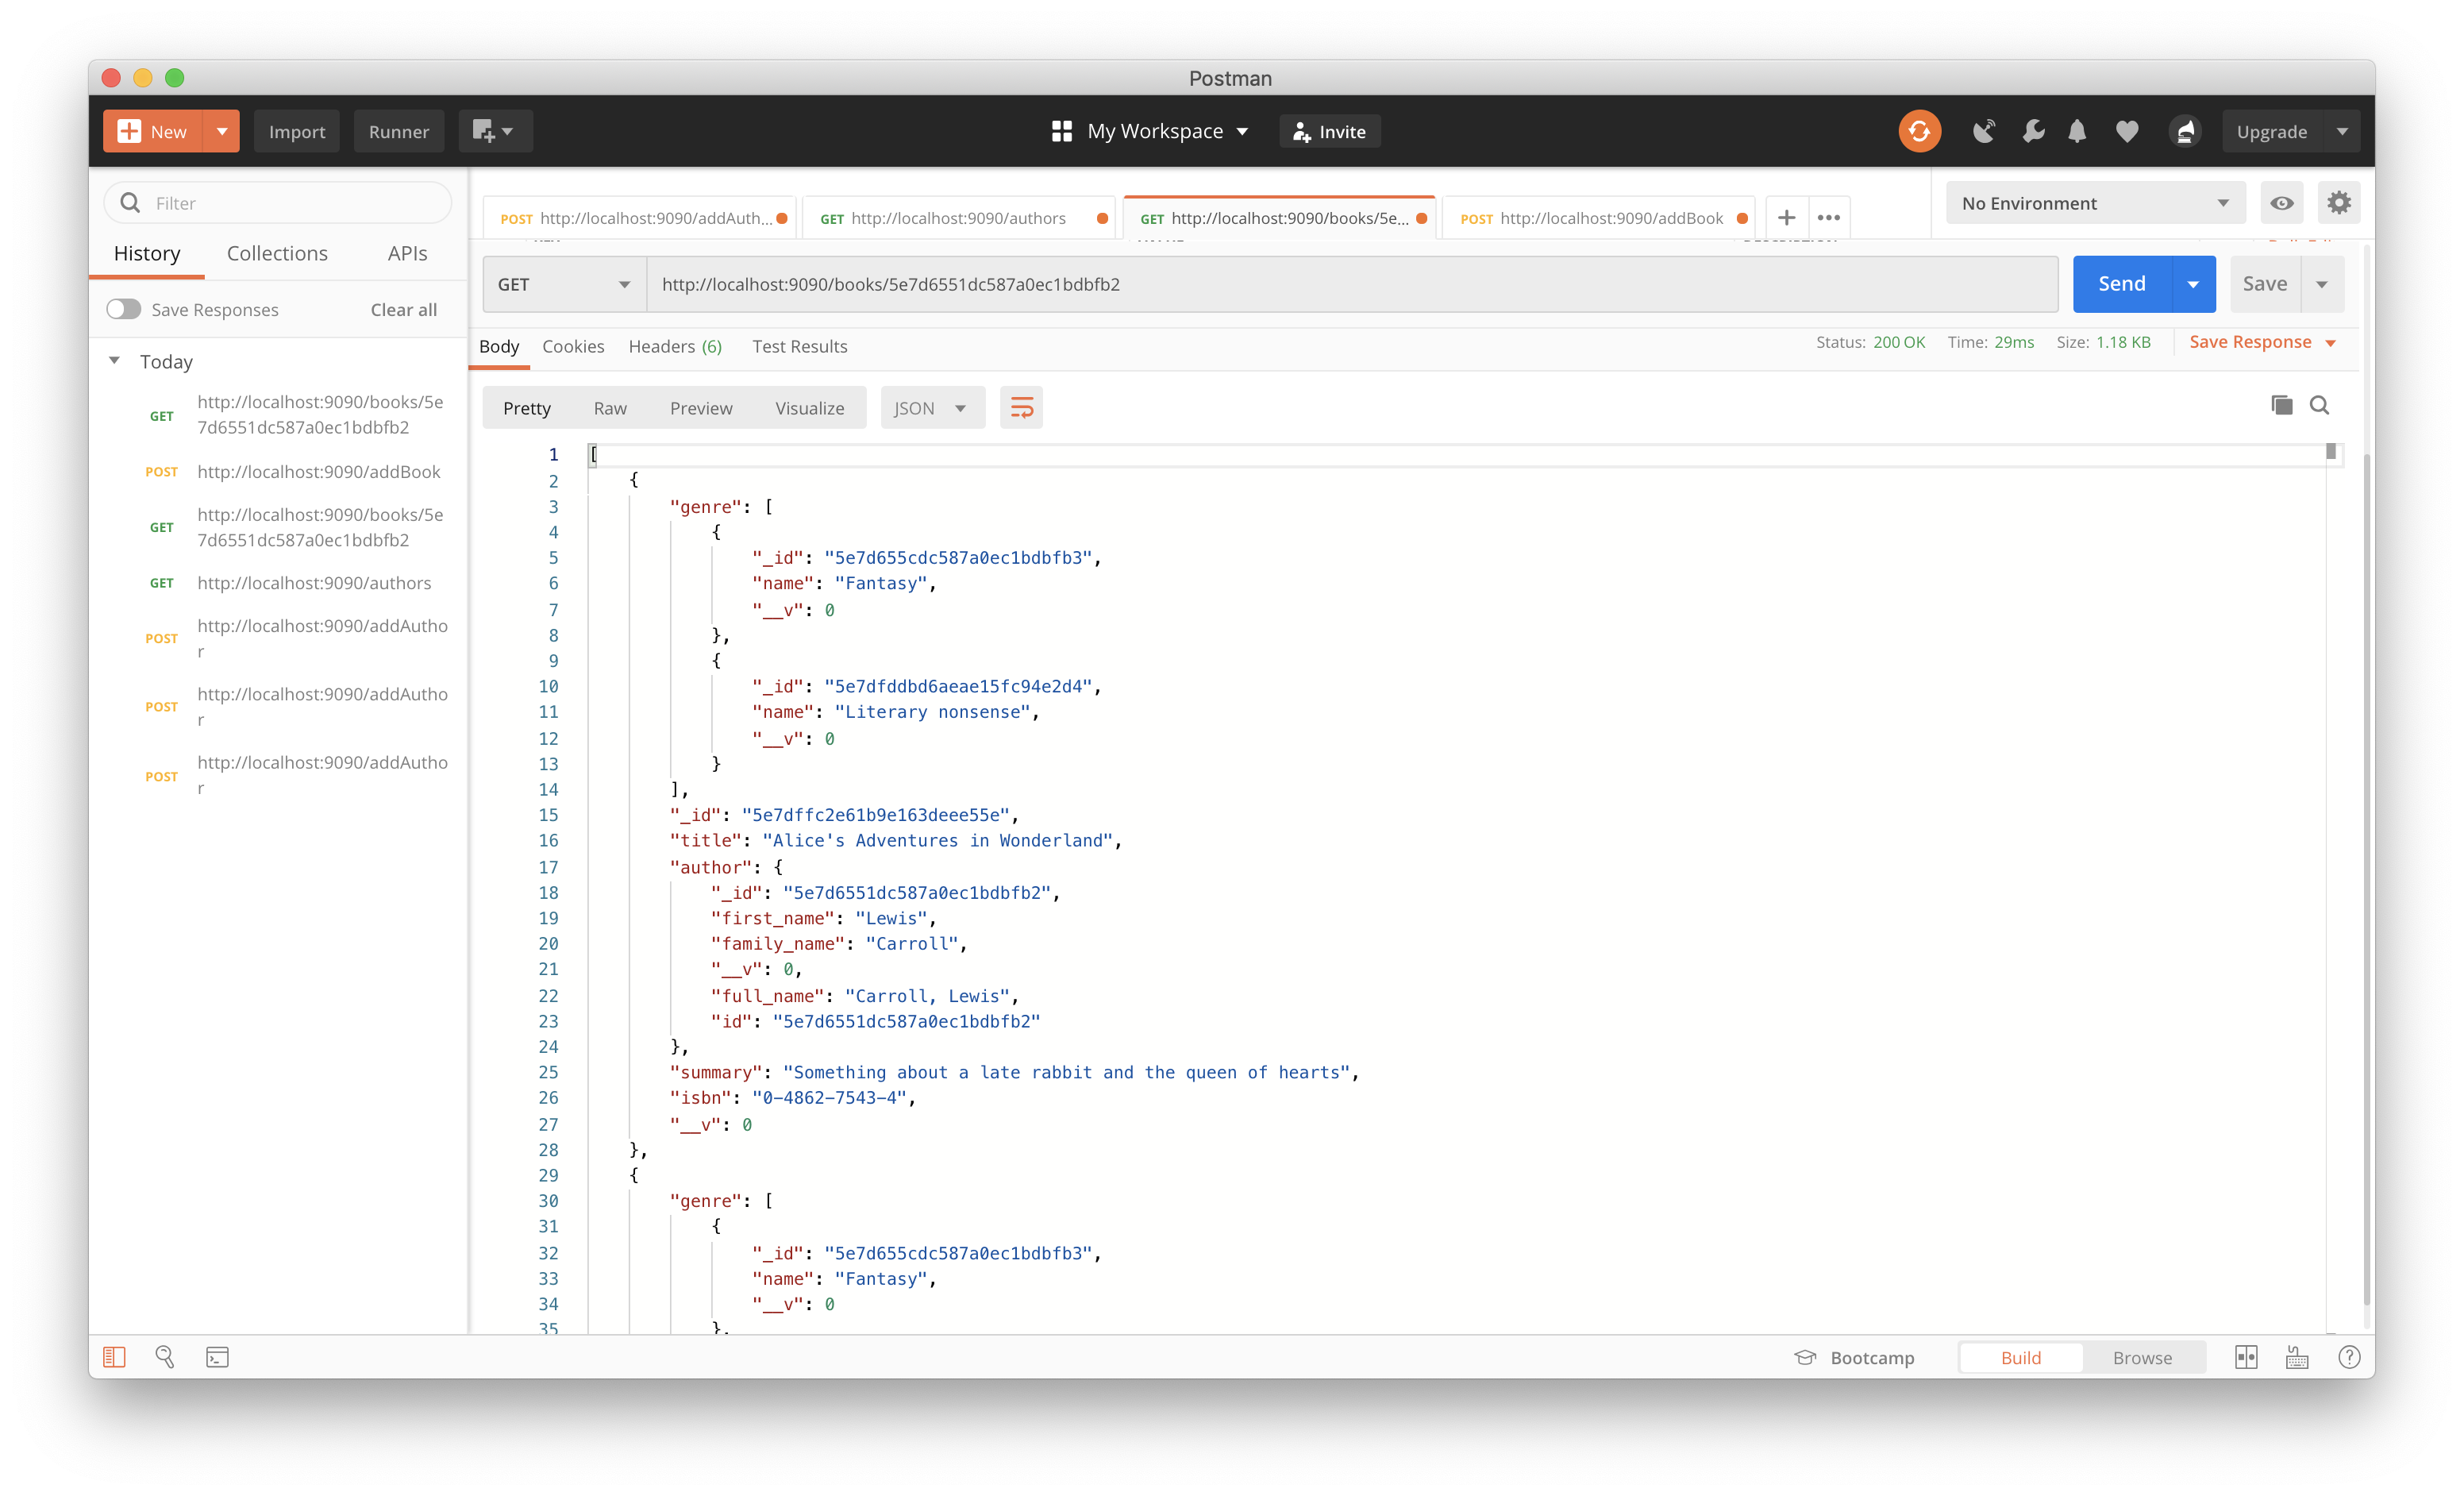 Postman
New
Import
Runner
My Workspace
Invite
Upgrade
Filter
History Collections APIs
Save Responses Clear all
Today
GET http://localhost:9090/books/5e
7d6551dc587a0ec1bdbfb2
POST http://localhost:9090/addBook
GET http://localhost:9090/books/5e
7d6551dc587a0ec1bdbfb2
GET http://localhost:9090/authors
POST http://localhost:9090/addAutho
r
POST http://localhost:9090/addAutho
r
POST http://localhost:9090/addAutho
r
POST http://localhost:9090/addAuth...
GET http://localhost:9090/authors
GET http://localhost:9090/books/5e...
POST http://localhost:9090/addBook
No Environment
GET http://localhost:9090/books/5e7d6551dc587a0ec1bdbfb2
Send
Save
Body Cookies Headers (6) Test Results
Status: 200 OK Time: 29ms Size: 1.18 KB Save Response
Pretty Raw Preview Visualize JSON
1 [
2 {
3 "genre": [
4 {
5 "_id": "5e7d655cdc587a0ec1bdbfb3",
6 "name": "Fantasy",
7 "__v": 0
8 },
9 {
10 "_id": "5e7dfddbd6aeae15fc94e2d4",
11 "name": "Literary nonsense",
12 "__v": 0
13 }
14 ],
15 "_id": "5e7dffc2e61b9e163deee55e",
16 "title": "Alice's Adventures in Wonderland",
17 "author": {
18 "_id": "5e7d6551dc587a0ec1bdbfb2",
19 "first_name": "Lewis",
20 "family_name": "Carroll",
21 "__v": 0,
22 "full_name": "Carroll, Lewis",
23 "id": "5e7d6551dc587a0ec1bdbfb2"
24 },
25 "summary": "Something about a late rabbit and the queen of hearts",
26 "isbn": "0-4862-7543-4",
27 "__v": 0
28 },
29 {
30 "genre": [
31 {
32 "_id": "5e7d655cdc587a0ec1bdbfb3",
33 "name": "Fantasy",
34 "__v": 0
35 },
Bootcamp
Build Browse